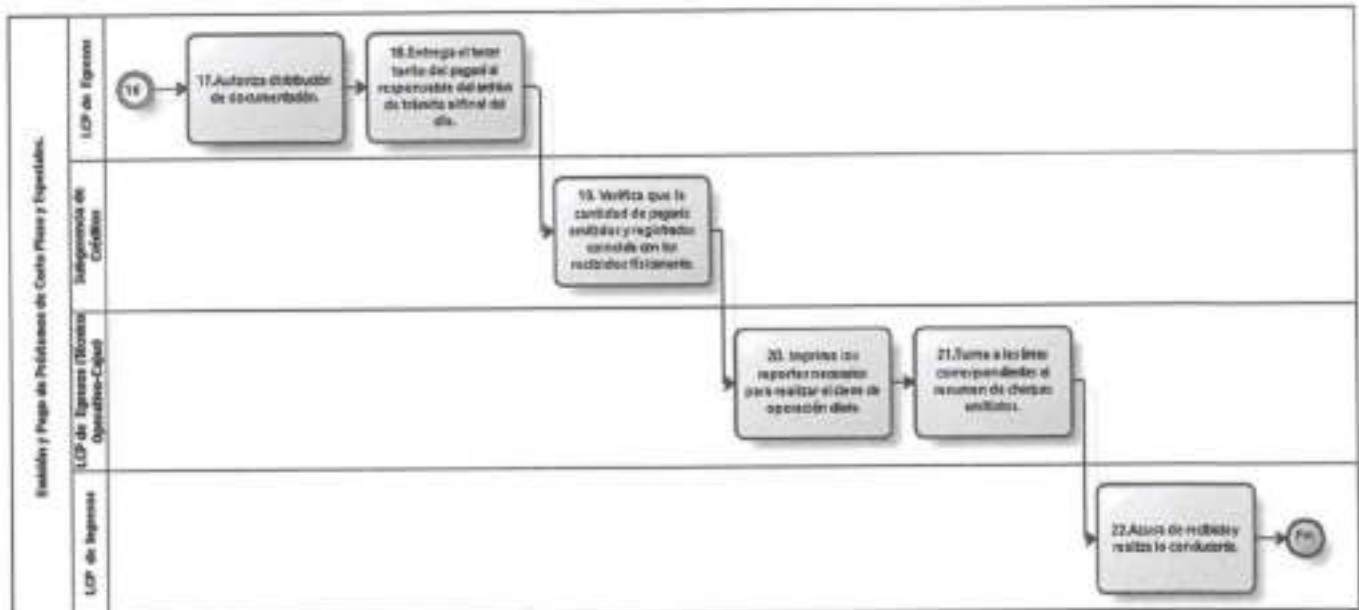 Emisión y Pago de Préstamos de Corto Plazo y Especiales.
LCP de Egresos
16
17.Autoriza distribución
de documentación.
18.Entrega el tercer
tanto del pagaré al
responsable del
de trámite al final del
día.
Subgerencia de
Créditos
19. Verifica que la
cantidad de pagarés
emitidos y registrados
coincida con los
recibidos físicamente.
LCP de Egresos (Técnico
Operativo-Cajas)
20. Imprime los
reportes necesarios
para realizar el cierre de
operación diaria.
21.Turna a las áreas
correspondientes el
resumen de cheques
emitidos.
LCP de Ingresos
22.Acusa de recibido y
realiza lo conducente.
Fin